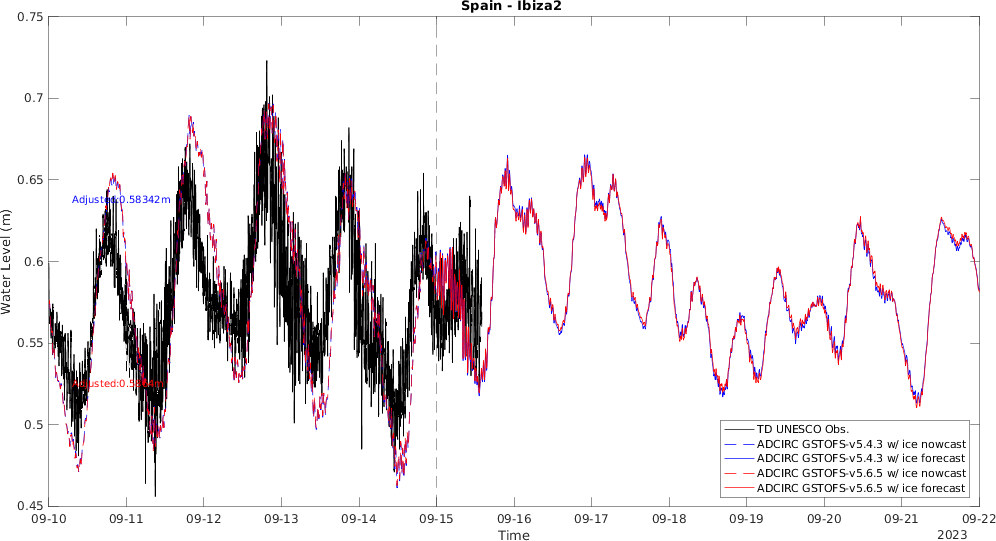 Spain - Ibiza2
0.75
0.7
0.65
0.6
0.55
0.5
0.45
Water Level (m)
Adjusted:0.58342m
TD UNESCO Obs.
ADCIRC GSTOFS-v5.4.3 w/ ice nowcast
ADCIRC GSTOFS-v5.4.3 w/ ice forecast
ADCIRC GSTOFS-v5.6.5 w/ ice nowcast
ADCIRC GSTOFS-v5.6.5 w/ ice forecast
09-10 09-11 09-12 09-13 09-14 09-15 09-16 09-17 09-18 09-19 09-20 09-21 09-22
Time
2023